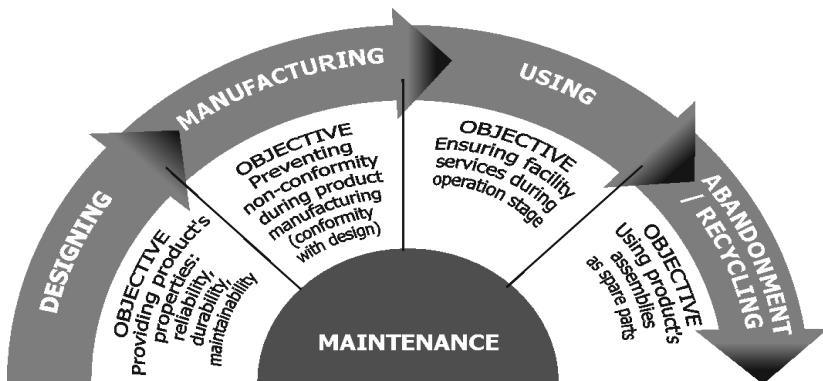 DESIGNING
OBJECTIVE
Providing product's
properties:
reliability,
durability,
maintainability
MANUFACTURING
OBJECTIVE
Preventing
non-conformity
during product
manufacturing
(conformity
with design)
USING
OBJECTIVE
Ensuring facility
services during
operation stage
ABANDONMENT
/ RECYCLING
OBJECTIVE
Using product's
assemblies
as spare parts
MAINTENANCE